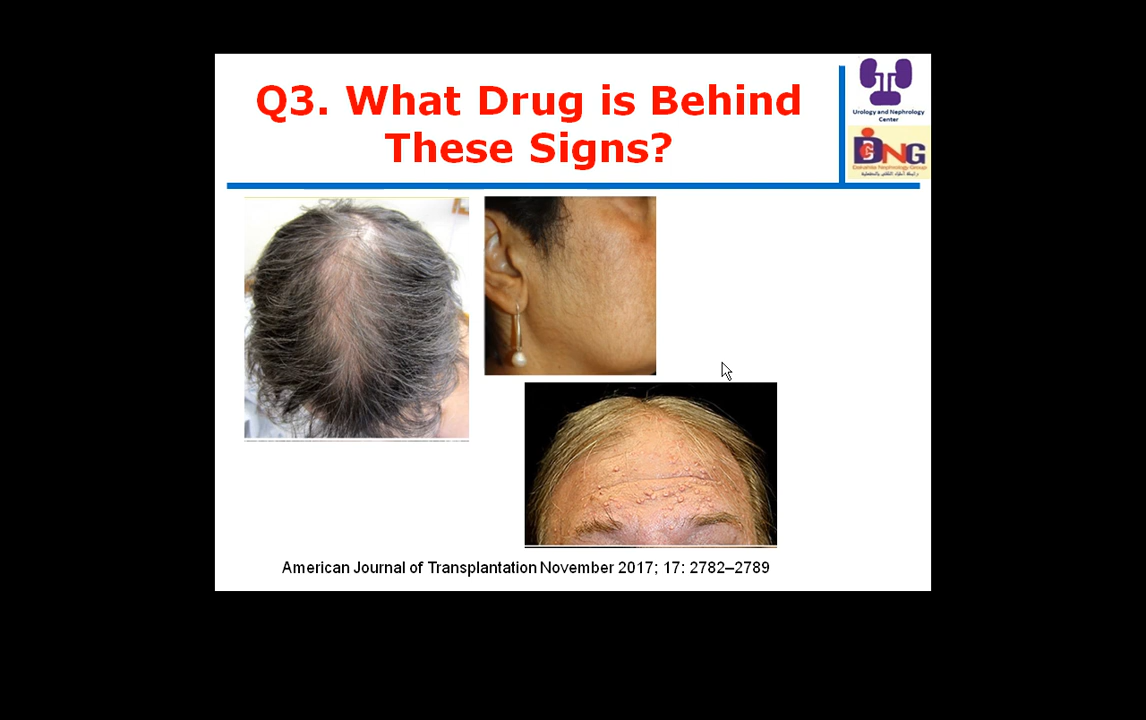 Q3. What Drug is Behind
These Signs?
Urology and Nephrology
Center
NG
American Journal of Transplantation November 2017; 17: 2782–2789